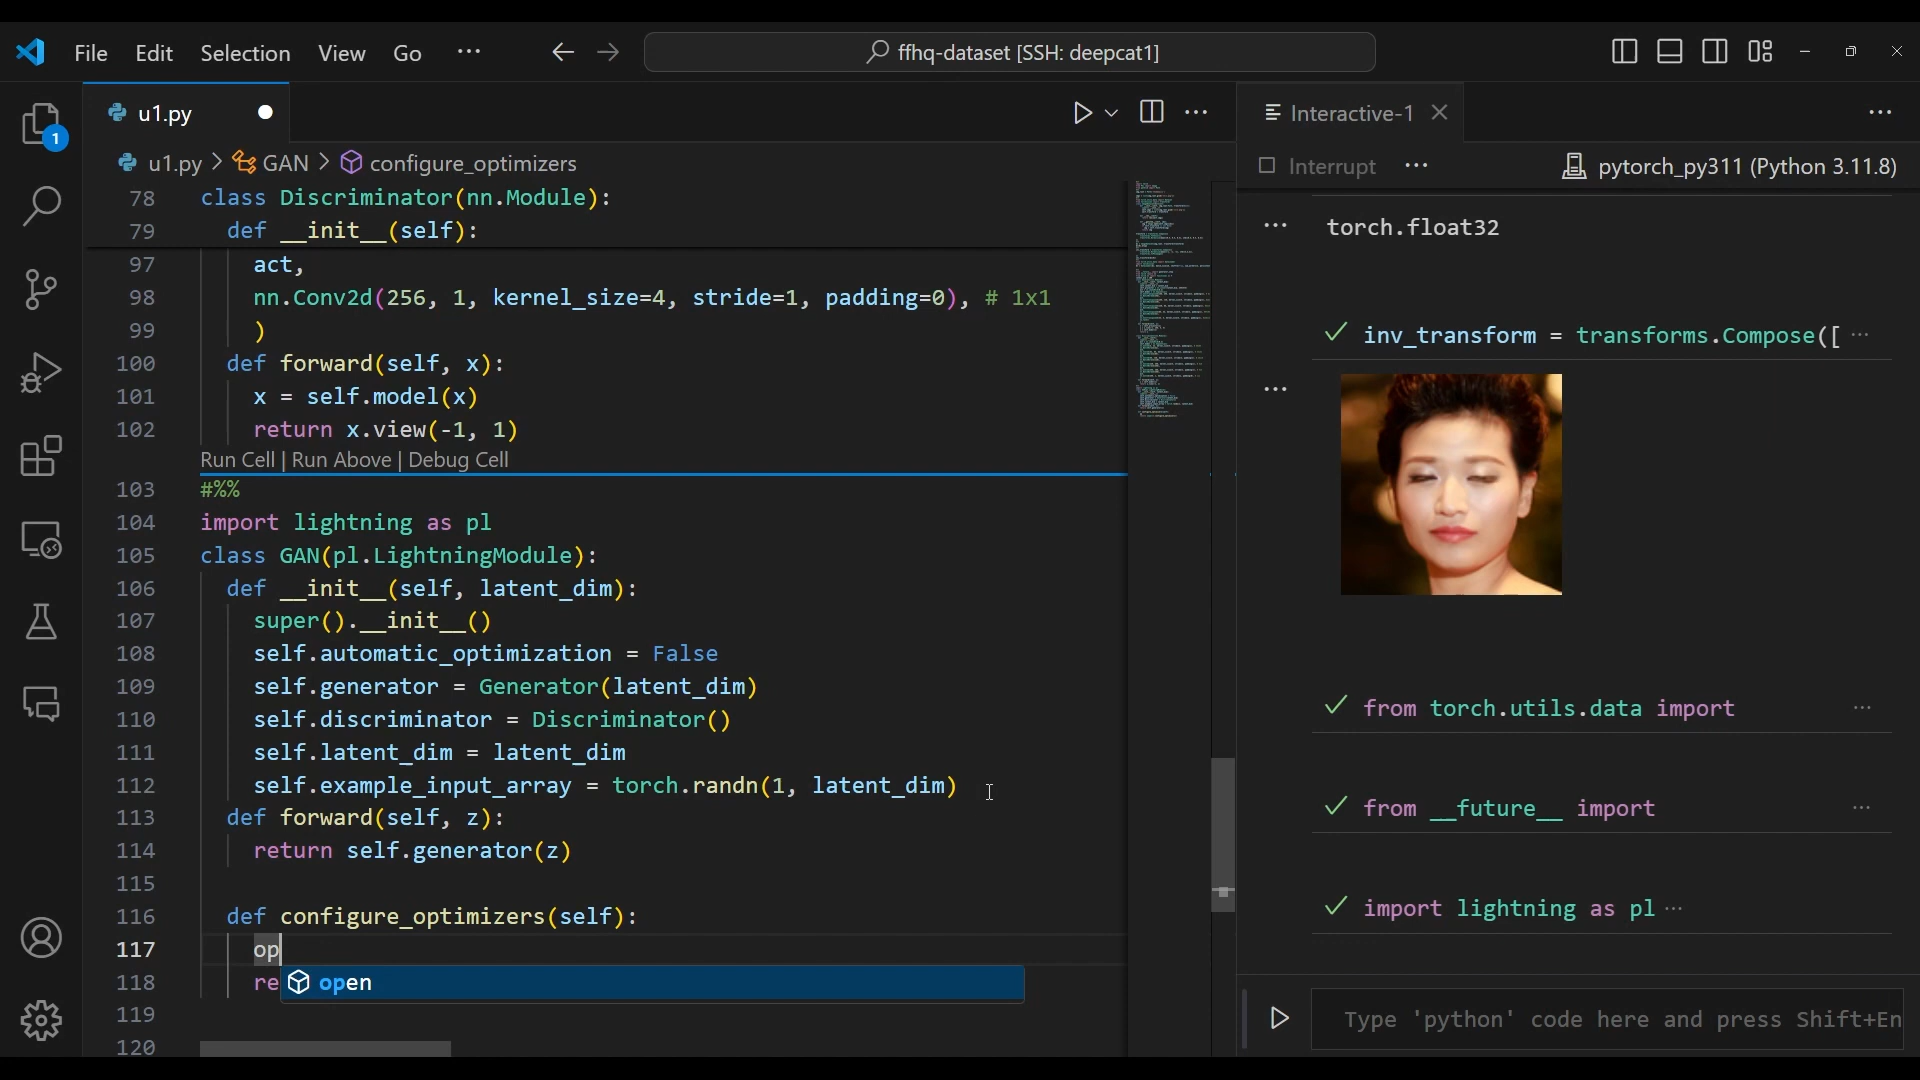 File Edit Selection View Go ···
ffhq-dataset [SSH: deepcat1]
1
u1.py
u1.py > GAN > configure_optimizers
78 class Discriminator(nn.Module):
79 def __init__(self):
97 act,
98 nn.Conv2d(256, 1, kernel_size=4, stride=1, padding=0), # 1x1
99 )
100 def forward(self, x):
101 x = self.model(x)
102 return x.view(-1, 1)
Run Cell | Run Above | Debug Cell
103 #%%
104 import lightning as pl
105 class GAN(pl.LightningModule):
106 def __init__(self, latent_dim):
107 super().__init__()
108 self.automatic_optimization = False
109 self.generator = Generator(latent_dim)
110 self.discriminator = Discriminator()
111 self.latent_dim = latent_dim
112 self.example_input_array = torch.randn(1, latent_dim)
113 def forward(self, z):
114 return self.generator(z)
115
116 def configure_optimizers(self):
117 op
118 re
open
119
120
Interactive-1
Interrupt ···
pytorch_py311 (Python 3.11.8)
torch.float32
inv_transform = transforms.Compose([ ···
from torch.utils.data import ···
from __future__ import ···
import lightning as pl ···
Type 'python' code here and press Shift+En